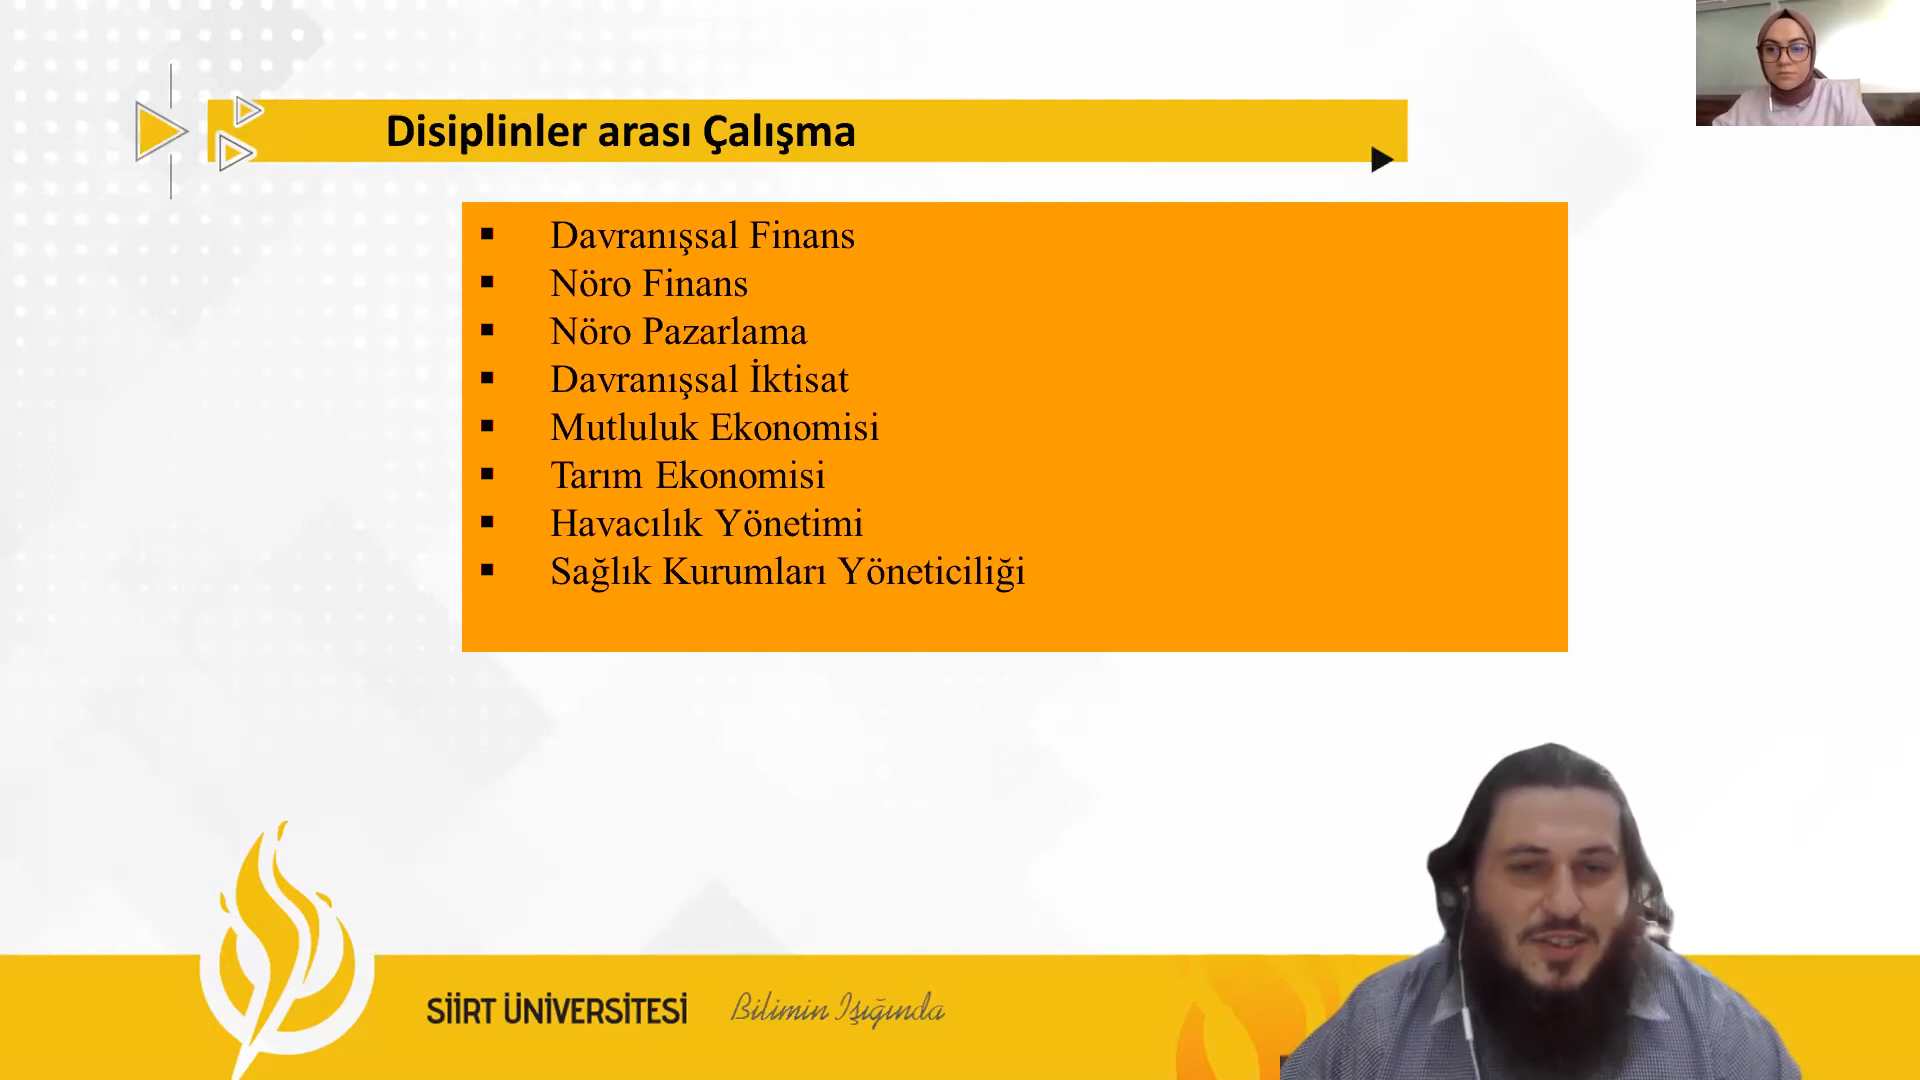 Disiplinler arası Çalışma
Davranışsal Finans
Nöro Finans
Nöro Pazarlama
Davranışsal İktisat
Mutluluk Ekonomisi
Tarım Ekonomisi
Havacılık Yönetimi
Sağlık Kurumları Yöneticiliği
SİİRT ÜNİVERSİTESİ
Bilimin Işığında